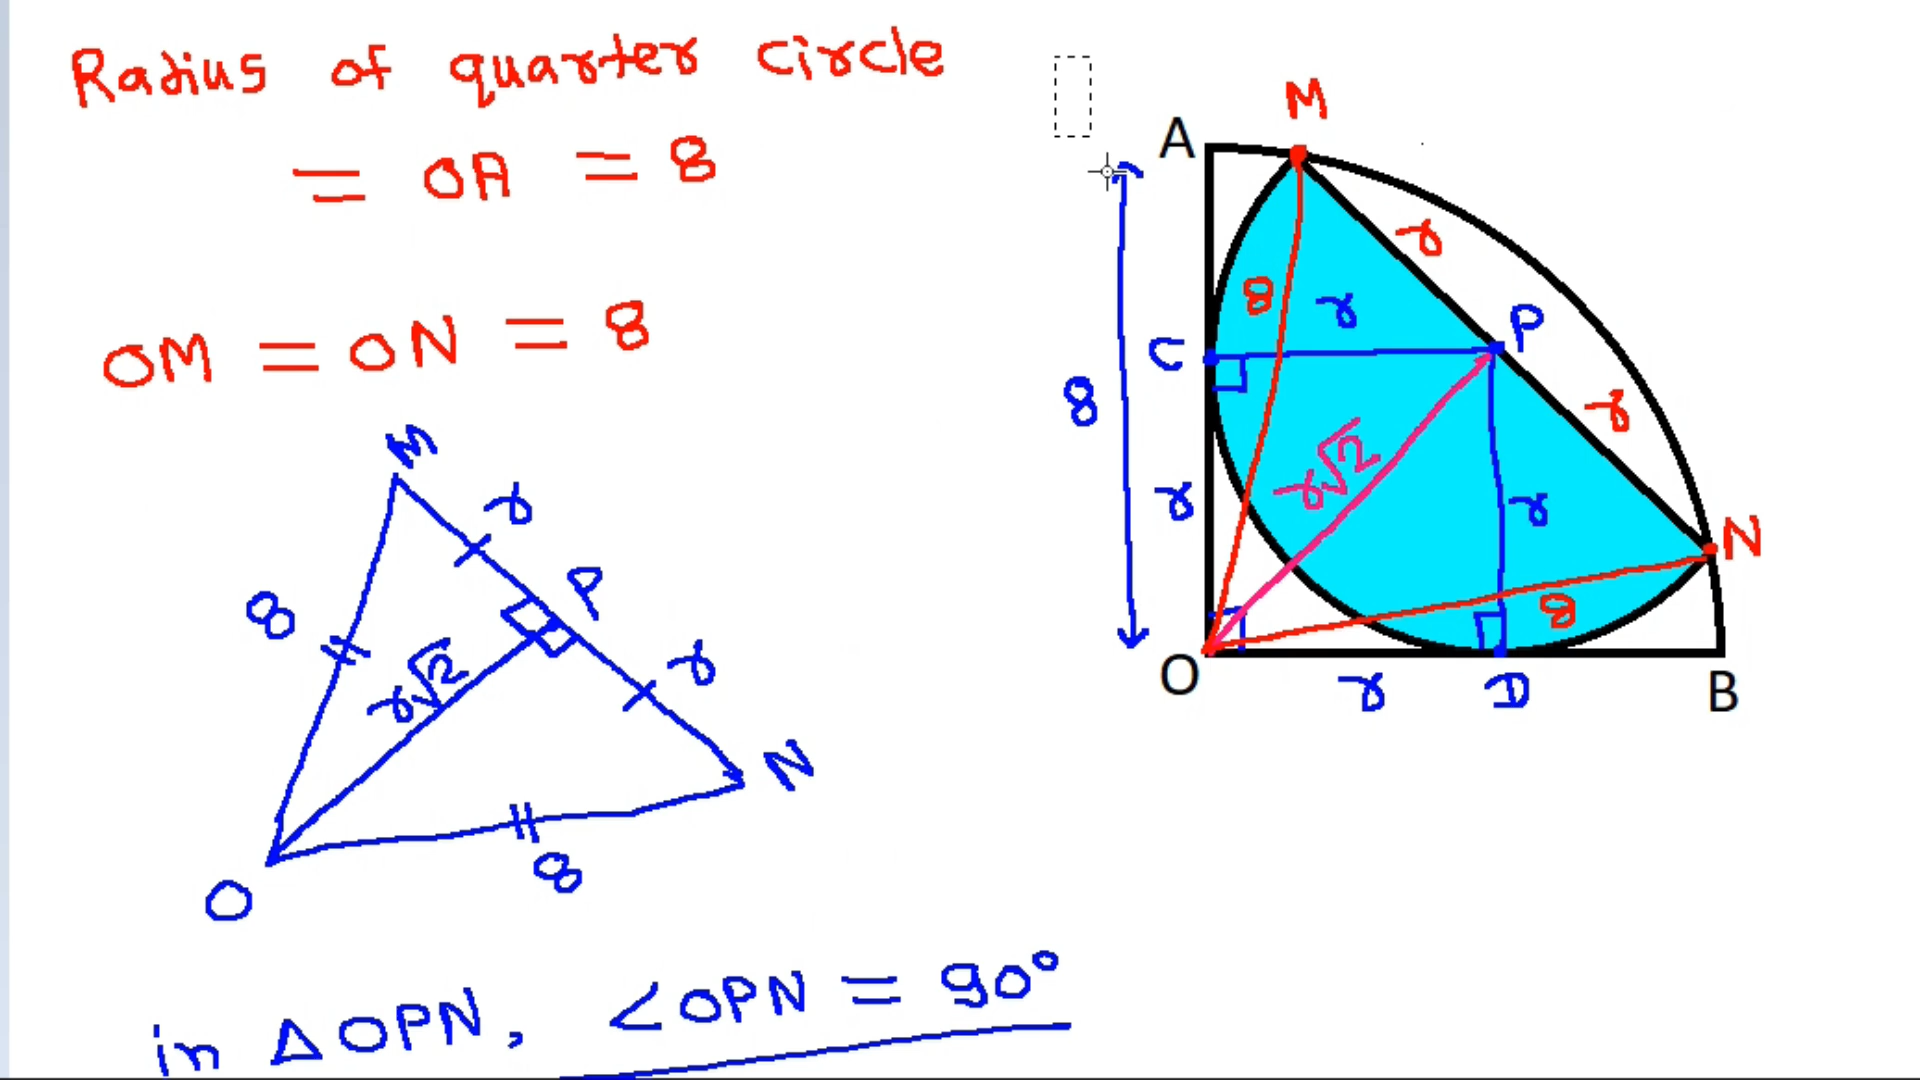 Radius of quarter circle
= OA = 8
OM = ON = 8
M
r
8
P
r√2
r
N
8
O
in △OPN, ∠OPN = 90°
M
A
r
8
r
P
C
8
r
r√2
r
r
N
8
O
r
D
B